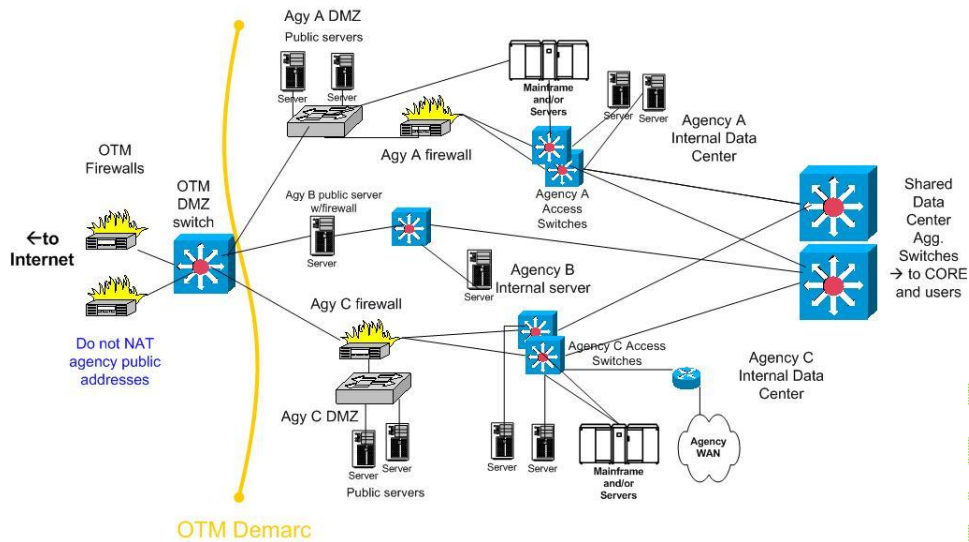 Agy A DMZ
Public servers
Server
Server
Mainframe
and/or
Servers
Server
Server
Agency A
Internal Data
Center
Agy A firewall
OTM
Firewalls
OTM
DMZ
switch
Agy B public server
w/firewall
Server
Agency A
Access
Switches
Shared
Data
Center
Agg.
Switches
→ to CORE
and users
←to
Internet
Agency B
Internal server
Server
Agy C firewall
Do not NAT
agency public
addresses
Agency C Access
Switches
Agency C
Internal Data
Center
Agy C DMZ
Server
Server
Public servers
Server
Server
Mainframe
and/or
Servers
Agency
WAN
OTM Demarc